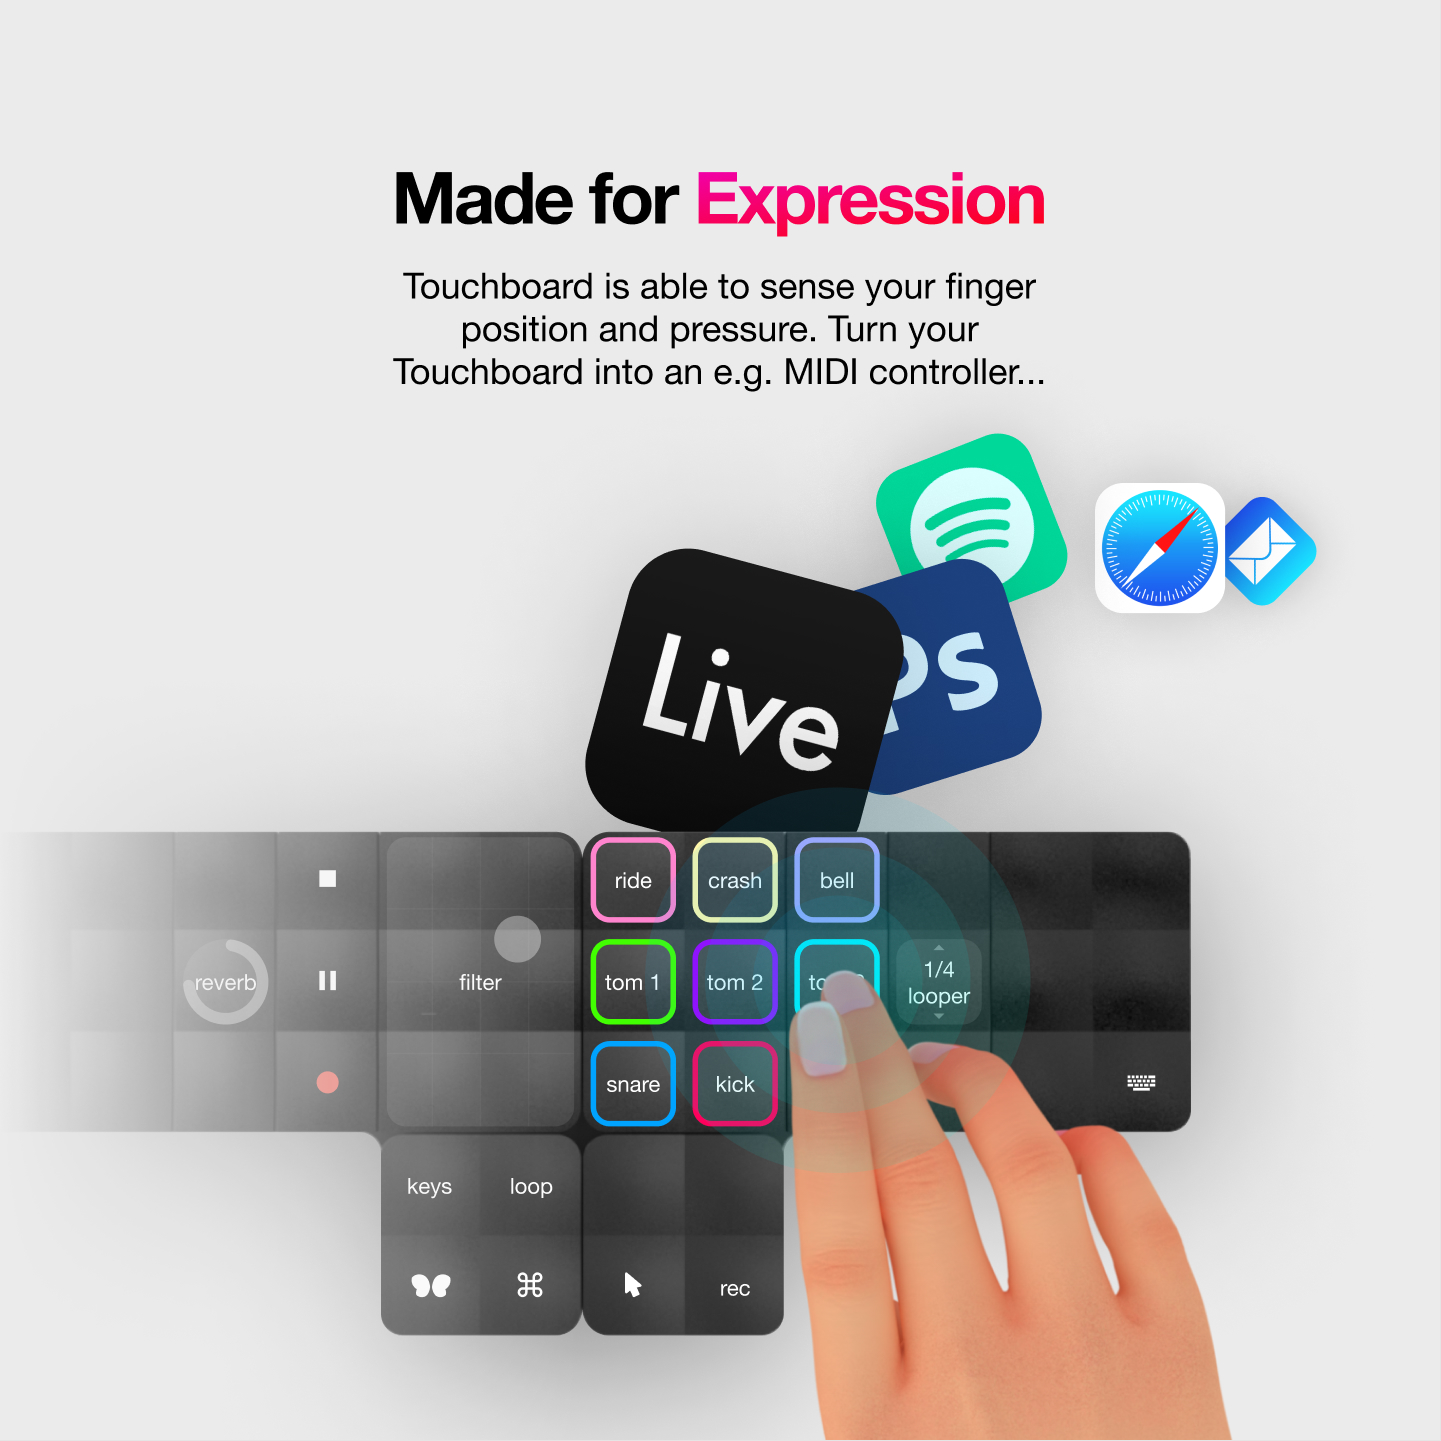 Made for Expression
Touchboard is able to sense your finger
position and pressure. Turn your
Touchboard into an e.g. MIDI controller...
Live
Ps
ride
crash
bell
reverb
filter
tom 1
tom 2
1/4
looper
snare
kick
keys
loop
rec